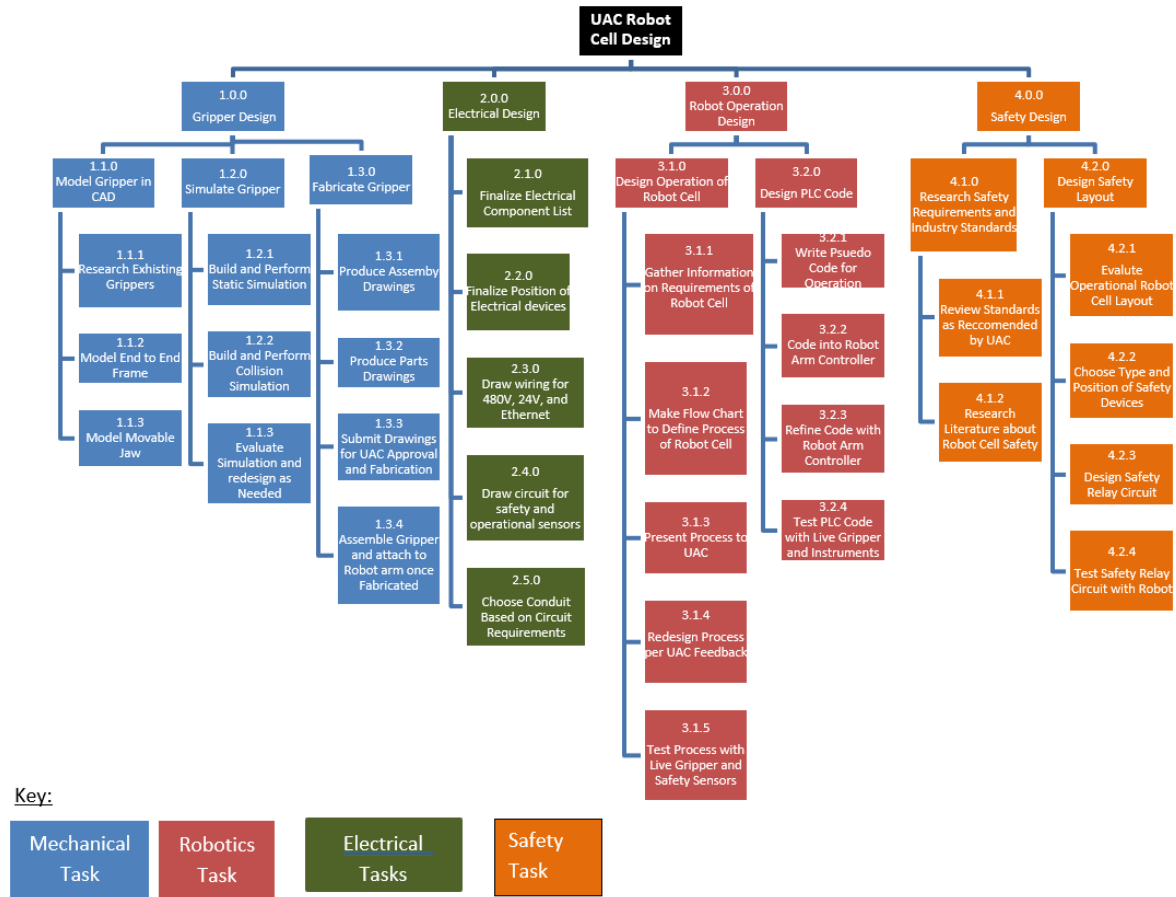 UAC Robot
Cell Design
1.0.0
Gripper Design
2.0.0
Electrical Design
3.0.0
Robot Operation
Design
4.0.0
Safety Design
1.1.0
Model Gripper in
CAD
1.2.0
Simulate Gripper
1.3.0
Fabricate Gripper
1.1.1
Research Exhisting
Grippers
1.1.2
Model End to End
Frame
1.1.3
Model Movable
Jaw
1.2.1
Build and Perform
Static Simulation
1.2.2
Build and Perform
Collision
Simulation
1.1.3
Evaluate
Simulation and
redesign as
Needed
1.3.1
Produce Assemby
Drawings
1.3.2
Produce Parts
Drawings
1.3.3
Submit Drawings
for UAC Approval
and Fabrication
1.3.4
Assemble Gripper
and attach to
Robot arm once
Fabricated
2.1.0
Finalize Electrical
Component List
2.2.0
Finalize Position of
Electrical devices
2.3.0
Draw wiring for
480V, 24V, and
Ethernet
2.4.0
Draw circuit for
safety and
operational sensors
2.5.0
Choose Conduit
Based on Circuit
Requirements
3.1.0
Design Operation of
Robot Cell
3.1.1
Gather Information
on Requirements of
Robot Cell
3.1.2
Make Flow Chart
to Define Process
of Robot Cell
3.1.3
Present Process to
UAC
3.1.4
Redesign Process
per UAC Feedback
3.1.5
Test Process with
Live Gripper and
Safety Sensors
3.2.0
Design PLC Code
3.2.1
Write Psuedo
Code for
Operation
3.2.2
Code into Robot
Arm Controller
3.2.3
Refine Code with
Robot Arm
Controller
3.2.4
Test PLC Code
with Live Gripper
and Instruments
4.1.0
Research Safety
Requirements and
Industry Standards
4.1.1
Review Standards
as Reccomended
by UAC
4.1.2
Research
Literature about
Robot Cell Safety
4.2.0
Design Safety
Layout
4.2.1
Evalute
Operational Robot
Cell Layout
4.2.2
Choose Type and
Position of Safety
Devices
4.2.3
Design Safety
Relay Circuit
4.2.4
Test Safety Relay
Circuit with Robot
Key:
Mechanical
Task
Robotics
Task
Electrical
Tasks
Safety
Task